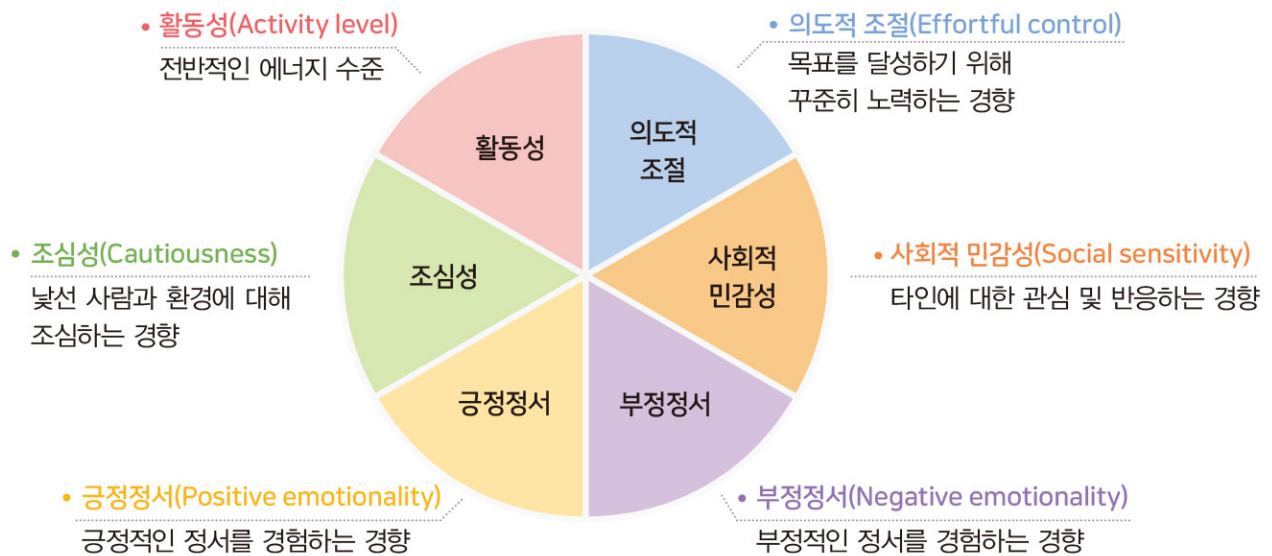 • 활동성(Activity level)
전반적인 에너지 수준
• 의도적 조절(Effortful control)
목표를 달성하기 위해
꾸준히 노력하는 경향
활동성
의도적
조절
• 조심성(Cautiousness)
낯선 사람과 환경에 대해
조심하는 경향
조심성
사회적
민감성
• 사회적 민감성(Social sensitivity)
타인에 대한 관심 및 반응하는 경향
긍정정서
부정정서
• 긍정정서(Positive emotionality)
긍정적인 정서를 경험하는 경향
• 부정정서(Negative emotionality)
부정적인 정서를 경험하는 경향